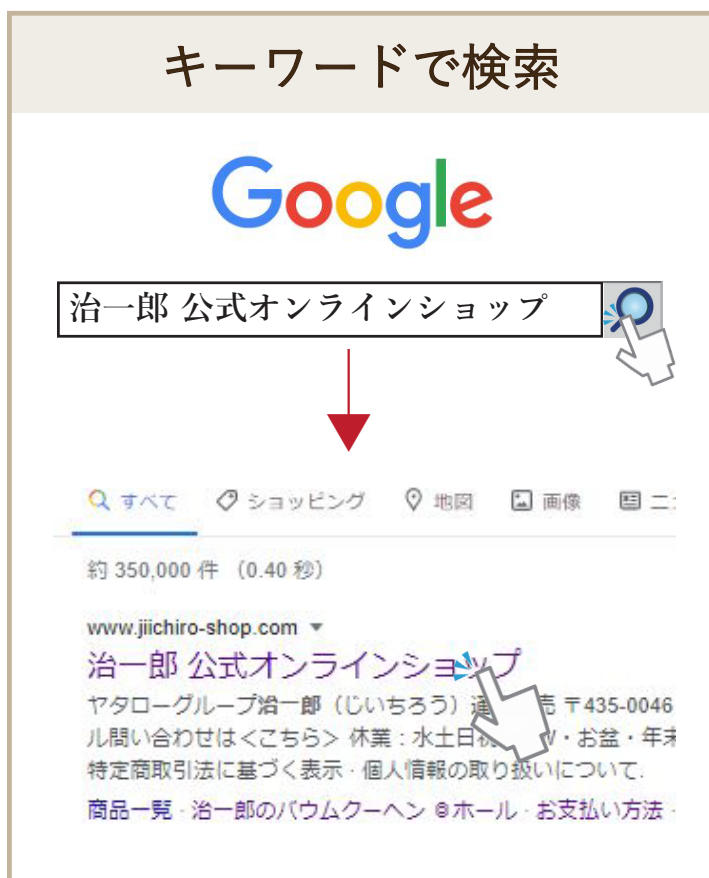 キーワードで検索
Google
治一郎 公式オンラインショップ
すべて ショッピング 地図 画像
約 350,000 件 （0.40 秒）
www.jiichiro-shop.com
治一郎 公式オンラインショップ
ヤタローグループ治一郎（じいちろう）通 売 〒435-0046
ル問い合わせは＜こちら＞ 休業：水土日祝 ・お盆・年末
特定商取引法に基づく表示 · 個人情報の取り扱いについて.
商品一覧 · 治一郎のバウムクーヘン ◎ホール · お支払い方法 ·